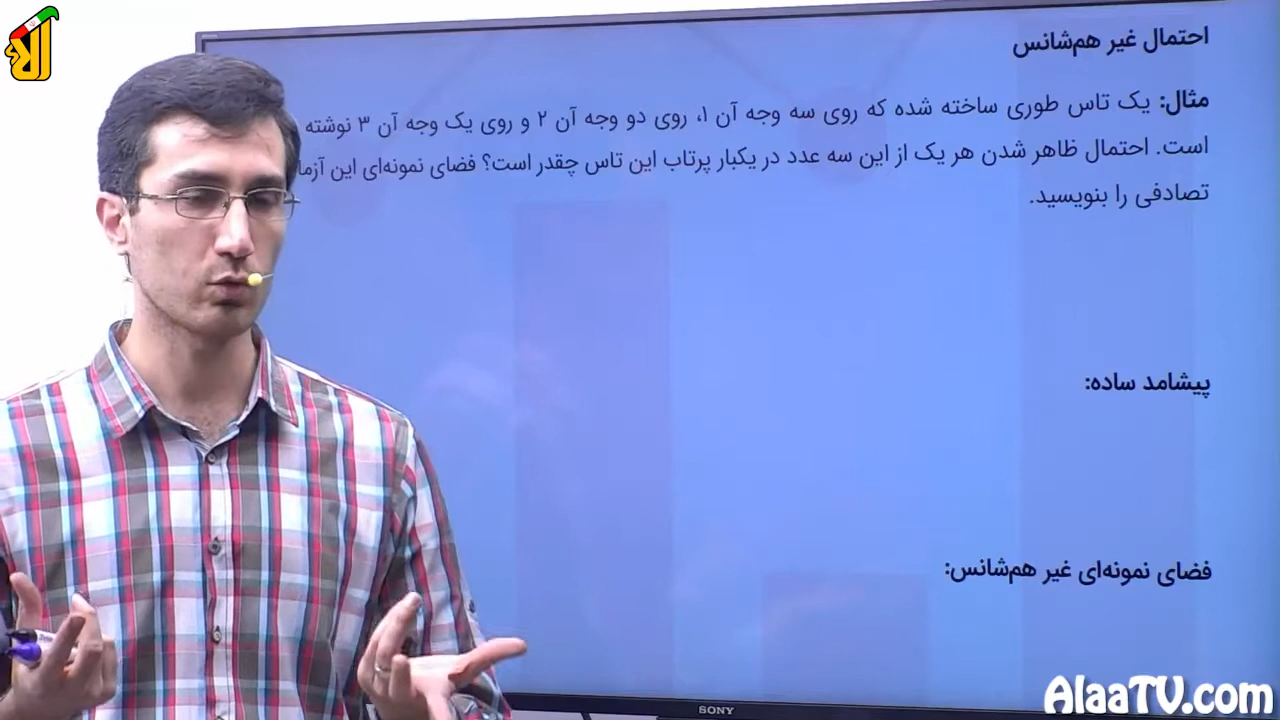 احتمال غیر هم‌شانس
مثال: یک تاس طوری ساخته شده که روی سه وجه آن ۱، روی دو وجه آن ۲ و روی یک وجه آن ۳ نوشته
است. احتمال ظاهر شدن هر یک از این سه عدد در یکبار پرتاب این تاس چقدر است؟ فضای نمونه‌ای این
تصادفی را بنویسید.
پیشامد ساده:
فضای نمونه‌ای غیر هم‌شانس:
SONY
آلاء
AlaaTV.com